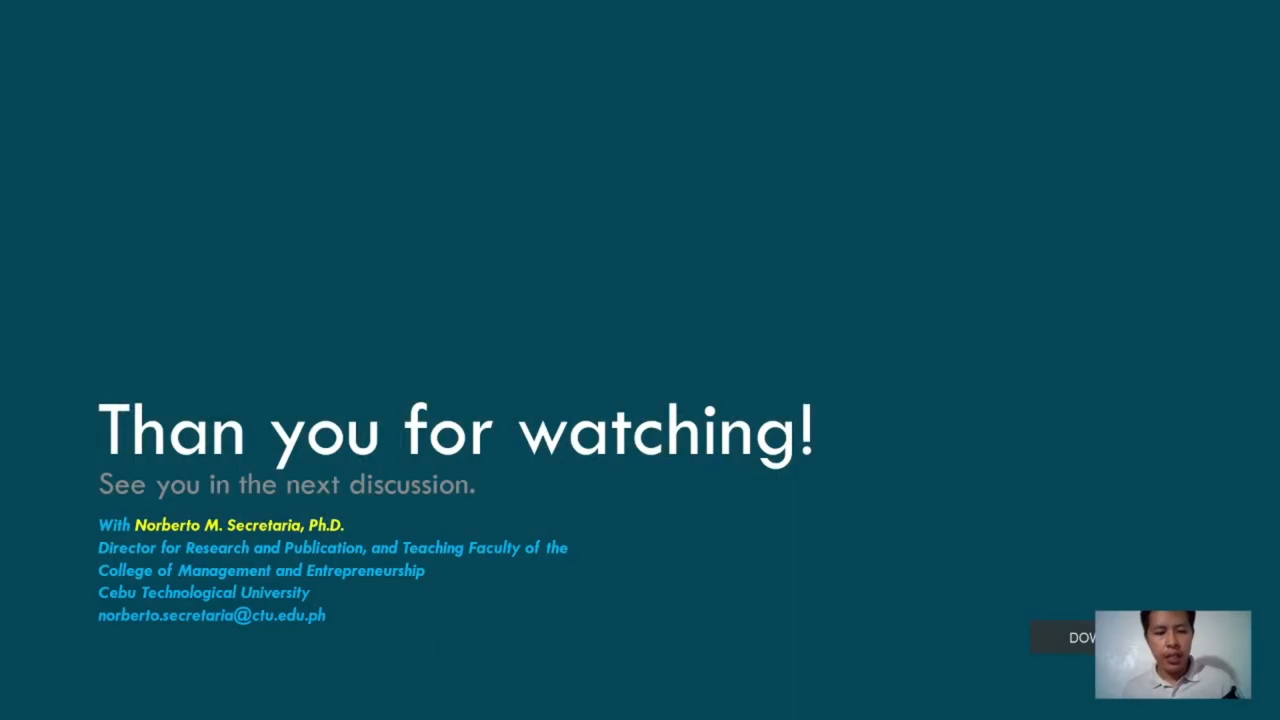 Than you for watching!
See you in the next discussion.
With Norberto M. Secretaria, Ph.D.
Director for Research and Publication, and Teaching Faculty of the
College of Management and Entrepreneurship
Cebu Technological University
norberto.secretaria@ctu.edu.ph